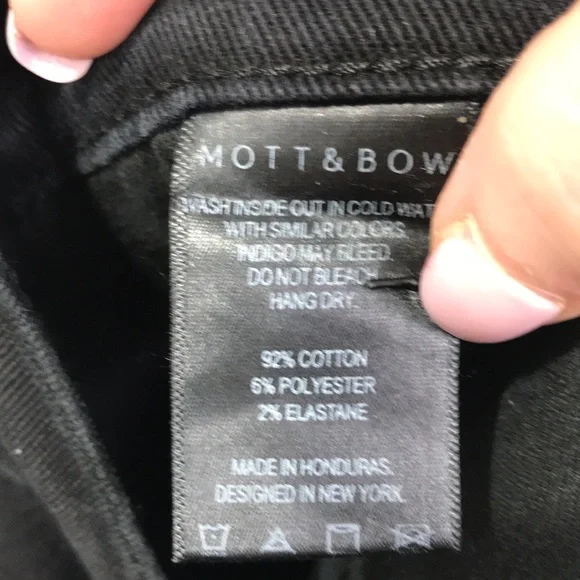 MOTT & BOW
WASH INSIDE OUT IN COLD WAT
WITH SIMILAR COLORS.
INDIGO MAY BLEED.
DO NOT BLEACH
HANG DRY.
92% COTTON
6% POLYESTER
2% ELASTANE
MADE IN HONDURAS.
DESIGNED IN NEW YORK.